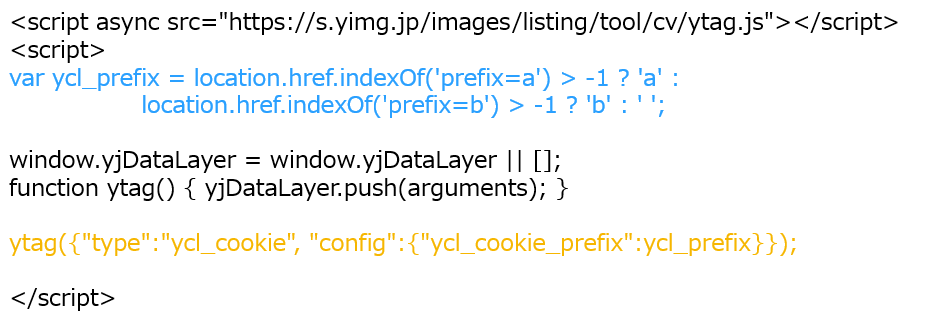 <script async src="https://s.yimg.jp/images/listing/tool/cv/ytag.js"></script>
<script>
var ycl_prefix = location.href.indexOf('prefix=a') > -1 ? 'a' :
location.href.indexOf('prefix=b') > -1 ? 'b' : ' ';
window.yjDataLayer = window.yjDataLayer || [];
function ytag() { yjDataLayer.push(arguments); }
ytag({"type":"ycl_cookie", "config":{"ycl_cookie_prefix":ycl_prefix}});
</script>